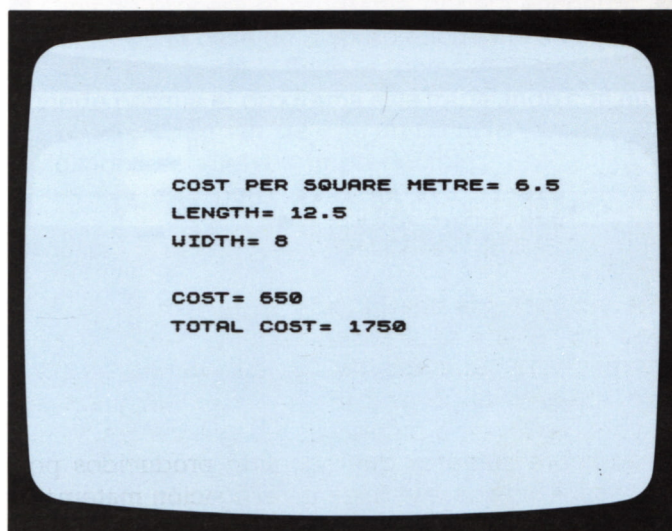 COST PER SQUARE METRE= 6.5
LENGTH= 12.5
WIDTH= 8
COST= 650
TOTAL COST= 1750